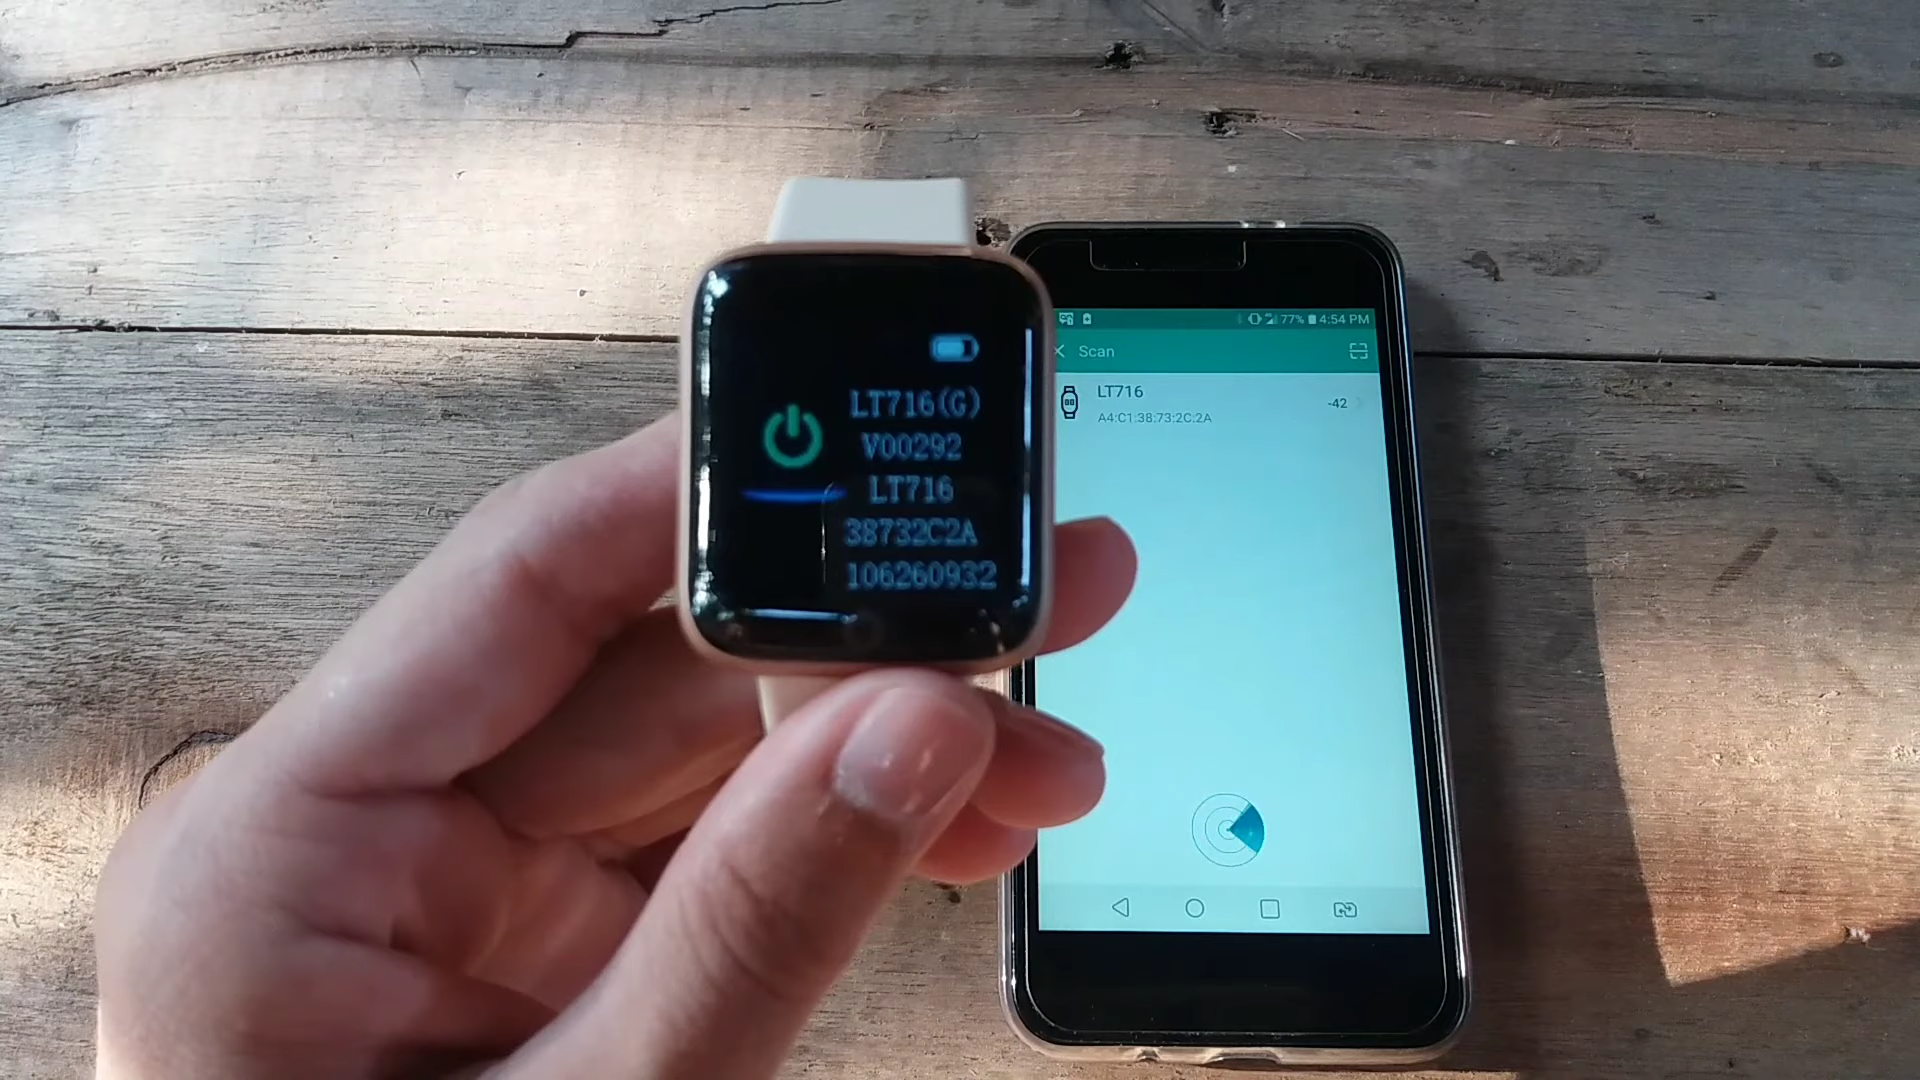 LT716(G)
V00292
LT716
38732C2A
106260932
77% 4:54 PM
Scan
LT716
A4:C1:38:73:2C:2A
-42